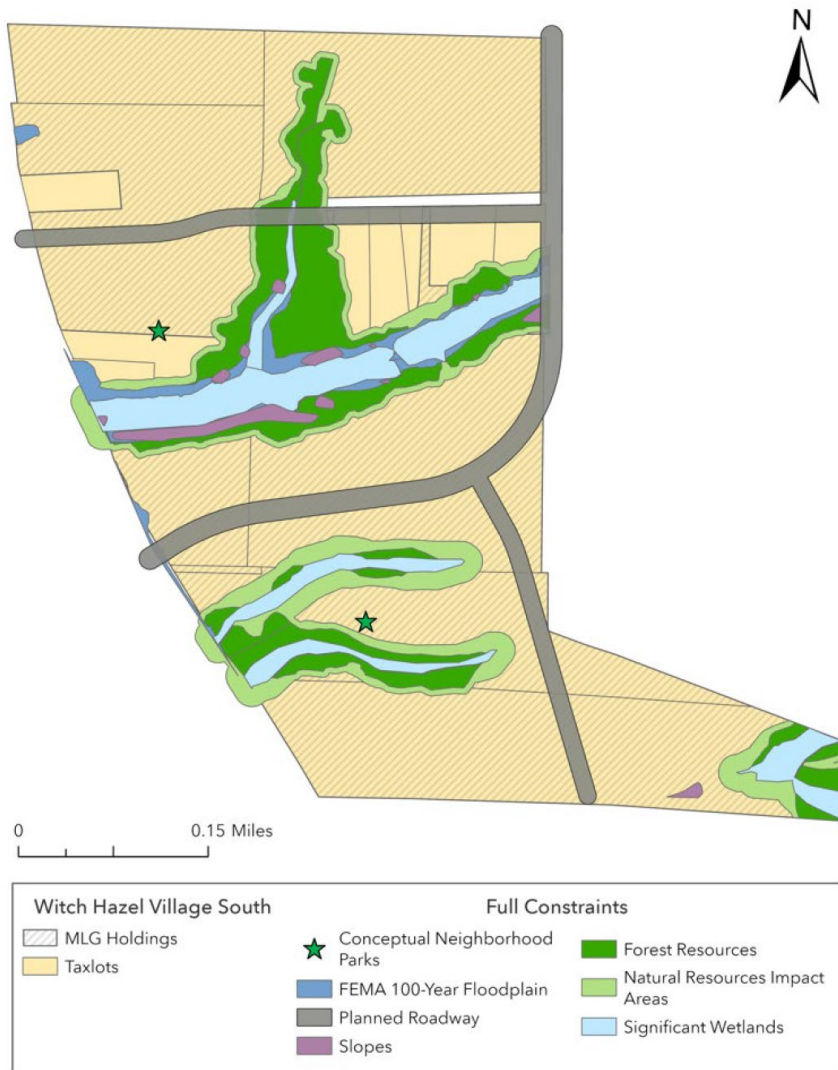 N
0
0.15 Miles
Witch Hazel Village South
MLG Holdings
Taxlots
Full Constraints
Conceptual Neighborhood
Parks
FEMA 100-Year Floodplain
Planned Roadway
Slopes
Forest Resources
Natural Resources Impact
Areas
Significant Wetlands